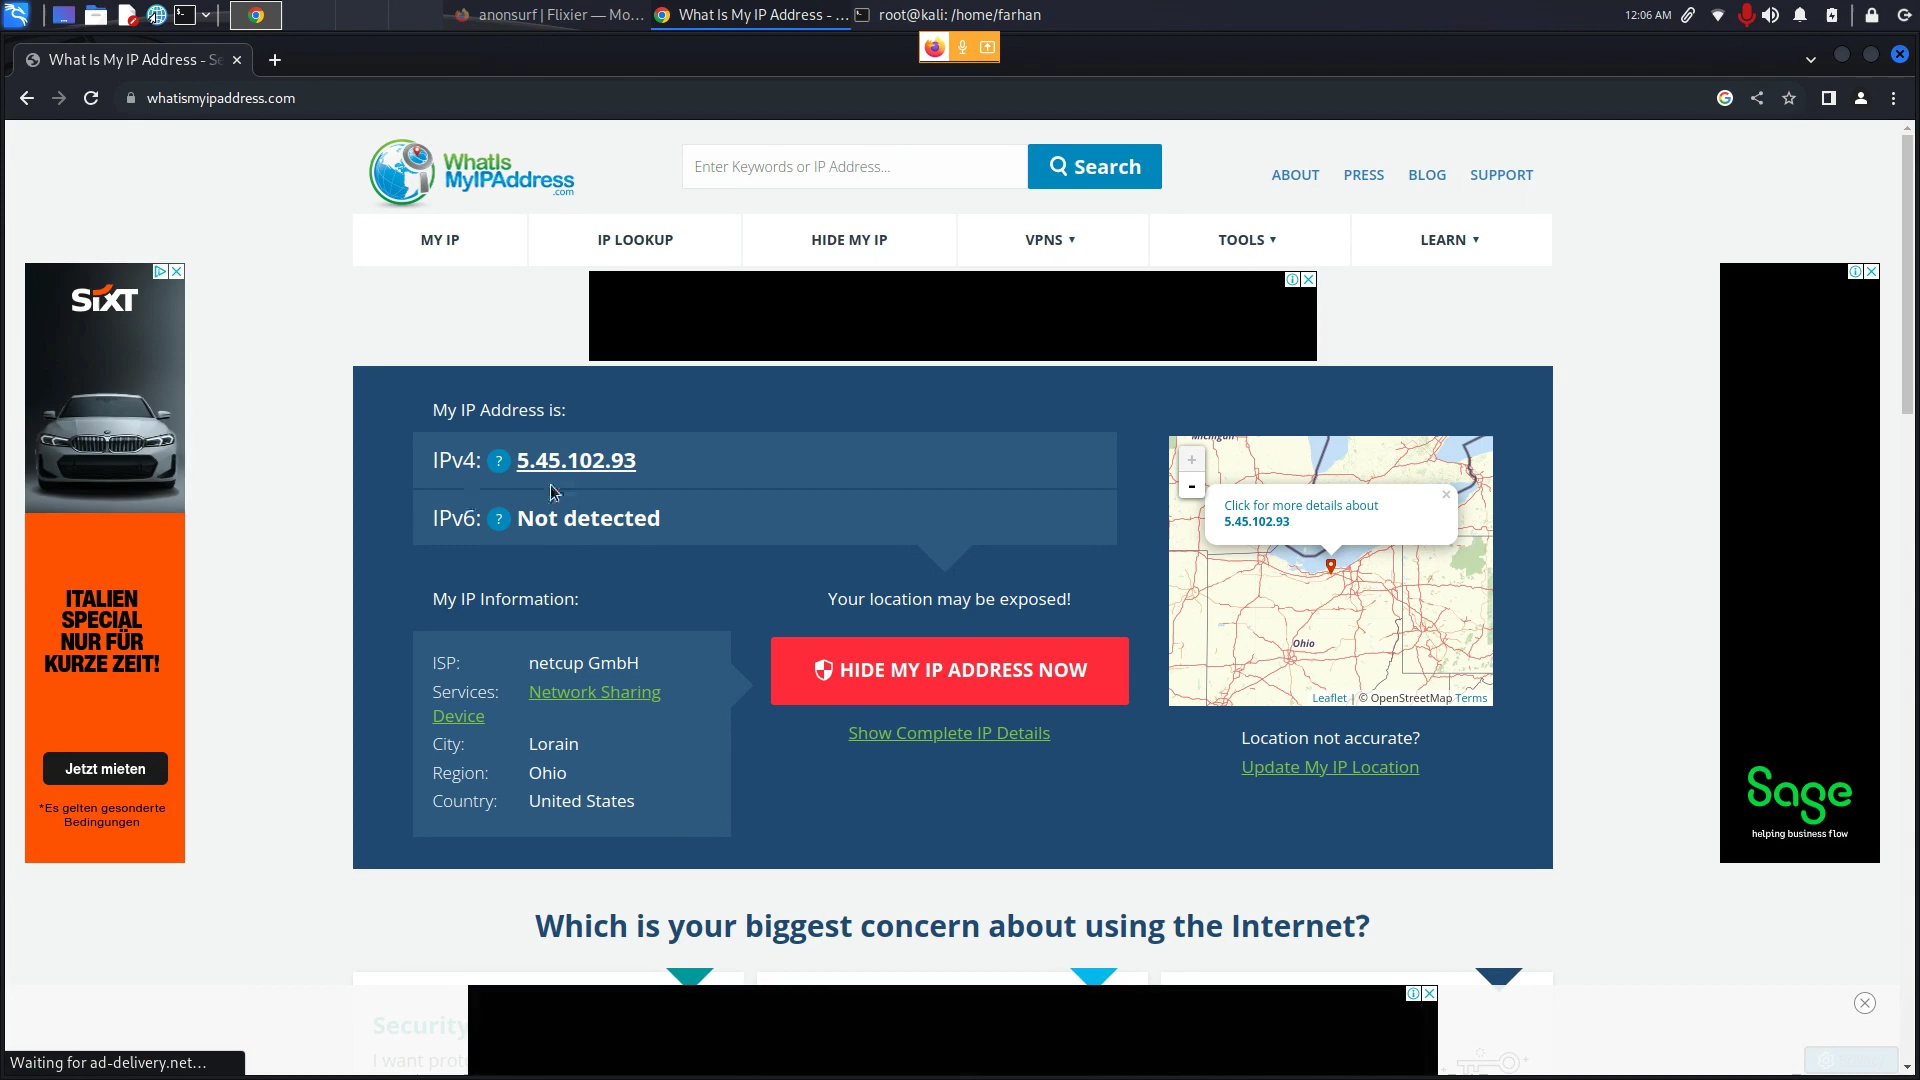 anonsurf | Flixier — Mo...
What Is My IP Address - ...
root@kali: /home/farhan
12:06 AM
What Is My IP Address - Se
whatismyipaddress.com
WhatIs
MyIPAddress
.com
Enter Keywords or IP Address...
Search
ABOUT
PRESS
BLOG
SUPPORT
MY IP
IP LOOKUP
HIDE MY IP
VPNS
TOOLS
LEARN
SIXT
ITALIEN
SPECIAL
NUR FÜR
KURZE ZEIT!
Jetzt mieten
*Es gelten gesonderte
Bedingungen
My IP Address is:
IPv4: ? 5.45.102.93
IPv6: ? Not detected
My IP Information:
ISP: netcup GmbH
Services: Network Sharing
Device
City: Lorain
Region: Ohio
Country: United States
Your location may be exposed!
HIDE MY IP ADDRESS NOW
Show Complete IP Details
Michigan
+
-
Click for more details about
5.45.102.93
×
Ohio
Leaflet | © OpenStreetMap Terms
Location not accurate?
Update My IP Location
Sage
helping business flow
Which is your biggest concern about using the Internet?
Security
I want prot
Waiting for ad-delivery.net...